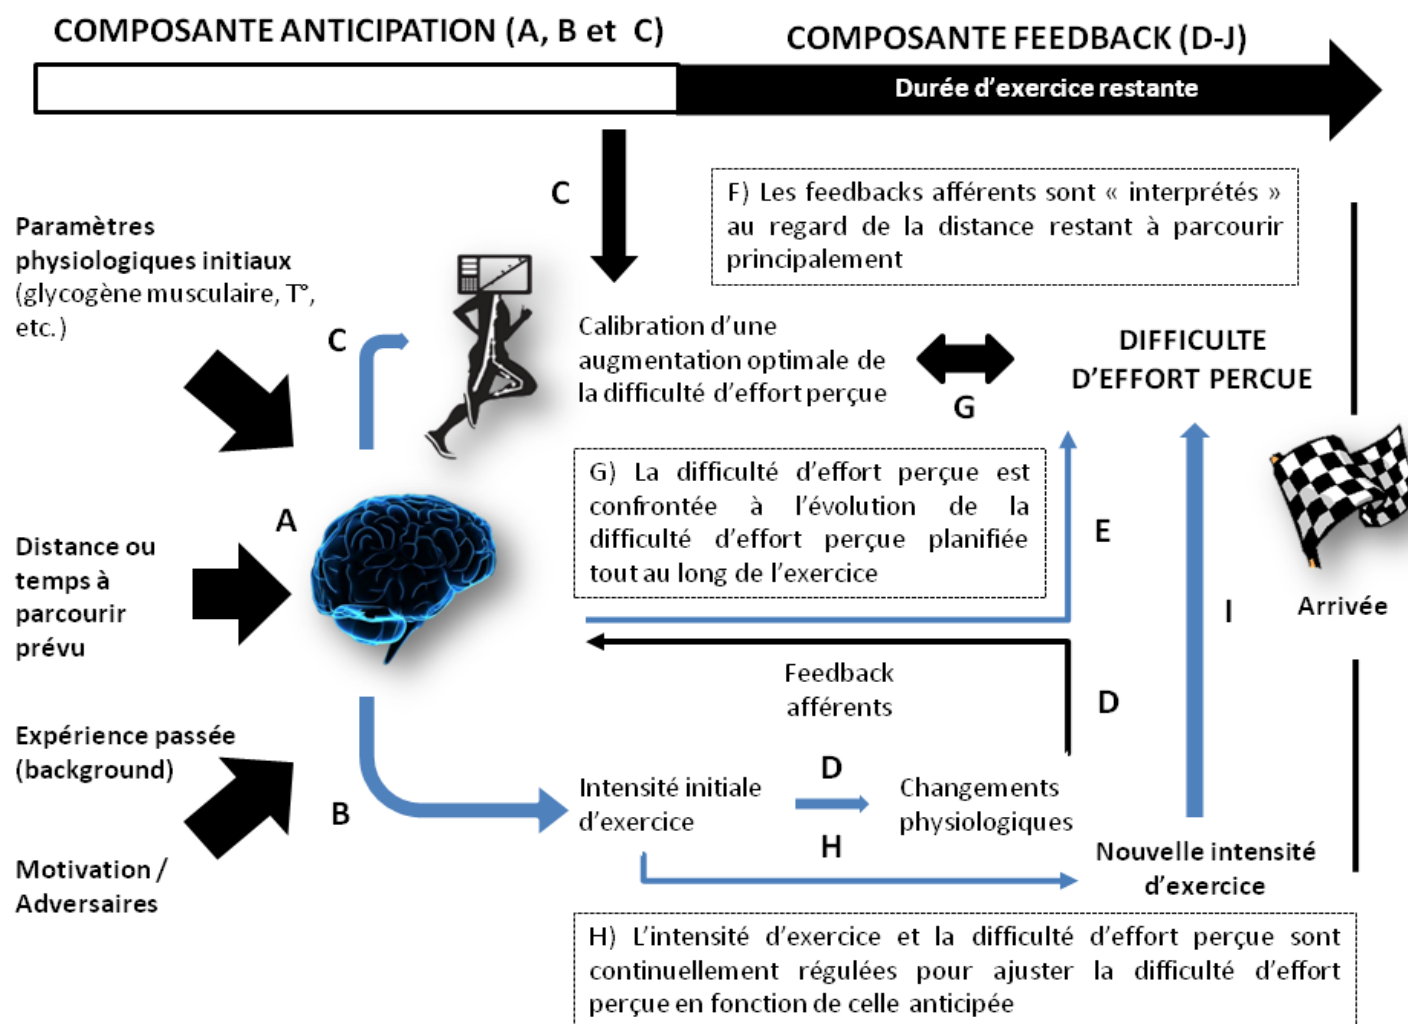 COMPOSANTE ANTICIPATION (A, B et C)
COMPOSANTE FEEDBACK (D-J)
Durée d'exercice restante
C
F) Les feedbacks afférents sont « interprétés »
au regard de la distance restant à parcourir
principalement
Paramètres
physiologiques initiaux
(glycogène musculaire, T°,
etc.)
C
Calibration d'une
augmentation optimale de
la difficulté d'effort perçue
G
DIFFICULTE
D'EFFORT PERCUE
G) La difficulté d'effort perçue est
confrontée à l'évolution de la
difficulté d'effort perçue planifiée
tout au long de l'exercice
A
E
Distance ou
temps à
parcourir
prévu
I
Arrivée
Feedback
afférents
D
Expérience passée
(background)
B
Intensité initiale
d'exercice
D
H
Changements
physiologiques
Nouvelle intensité
d'exercice
Motivation /
Adversaires
H) L'intensité d'exercice et la difficulté d'effort perçue sont
continuellement régulées pour ajuster la difficulté d'effort
perçue en fonction de celle anticipée